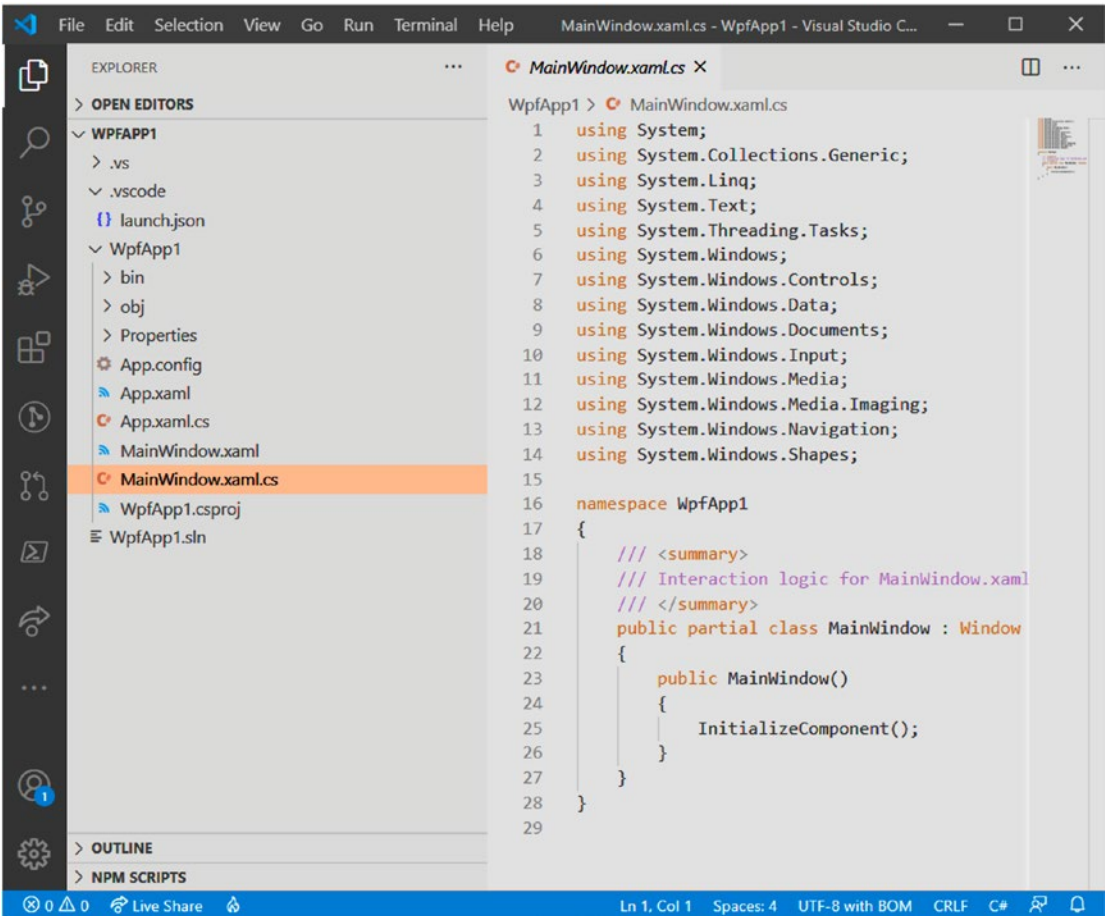 File Edit Selection View Go Run Terminal Help MainWindow.xaml.cs - WpfApp1 - Visual Studio C...
EXPLORER
OPEN EDITORS
WPFAPP1
.vs
.vscode
{} launch.json
WpfApp1
bin
obj
Properties
App.config
App.xaml
App.xaml.cs
MainWindow.xaml
MainWindow.xaml.cs
WpfApp1.csproj
WpfApp1.sln
OUTLINE
NPM SCRIPTS
1
MainWindow.xaml.cs
WpfApp1 > MainWindow.xaml.cs
1 using System;
2 using System.Collections.Generic;
3 using System.Linq;
4 using System.Text;
5 using System.Threading.Tasks;
6 using System.Windows;
7 using System.Windows.Controls;
8 using System.Windows.Data;
9 using System.Windows.Documents;
10 using System.Windows.Input;
11 using System.Windows.Media;
12 using System.Windows.Media.Imaging;
13 using System.Windows.Navigation;
14 using System.Windows.Shapes;
15
16 namespace WpfApp1
17 {
18 /// <summary>
19 /// Interaction logic for MainWindow.xaml
20 /// </summary>
21 public partial class MainWindow : Window
22 {
23 public MainWindow()
24 {
25 InitializeComponent();
26 }
27 }
28 }
29
0 0 Live Share Ln 1, Col 1 Spaces: 4 UTF-8 with BOM CRLF C#